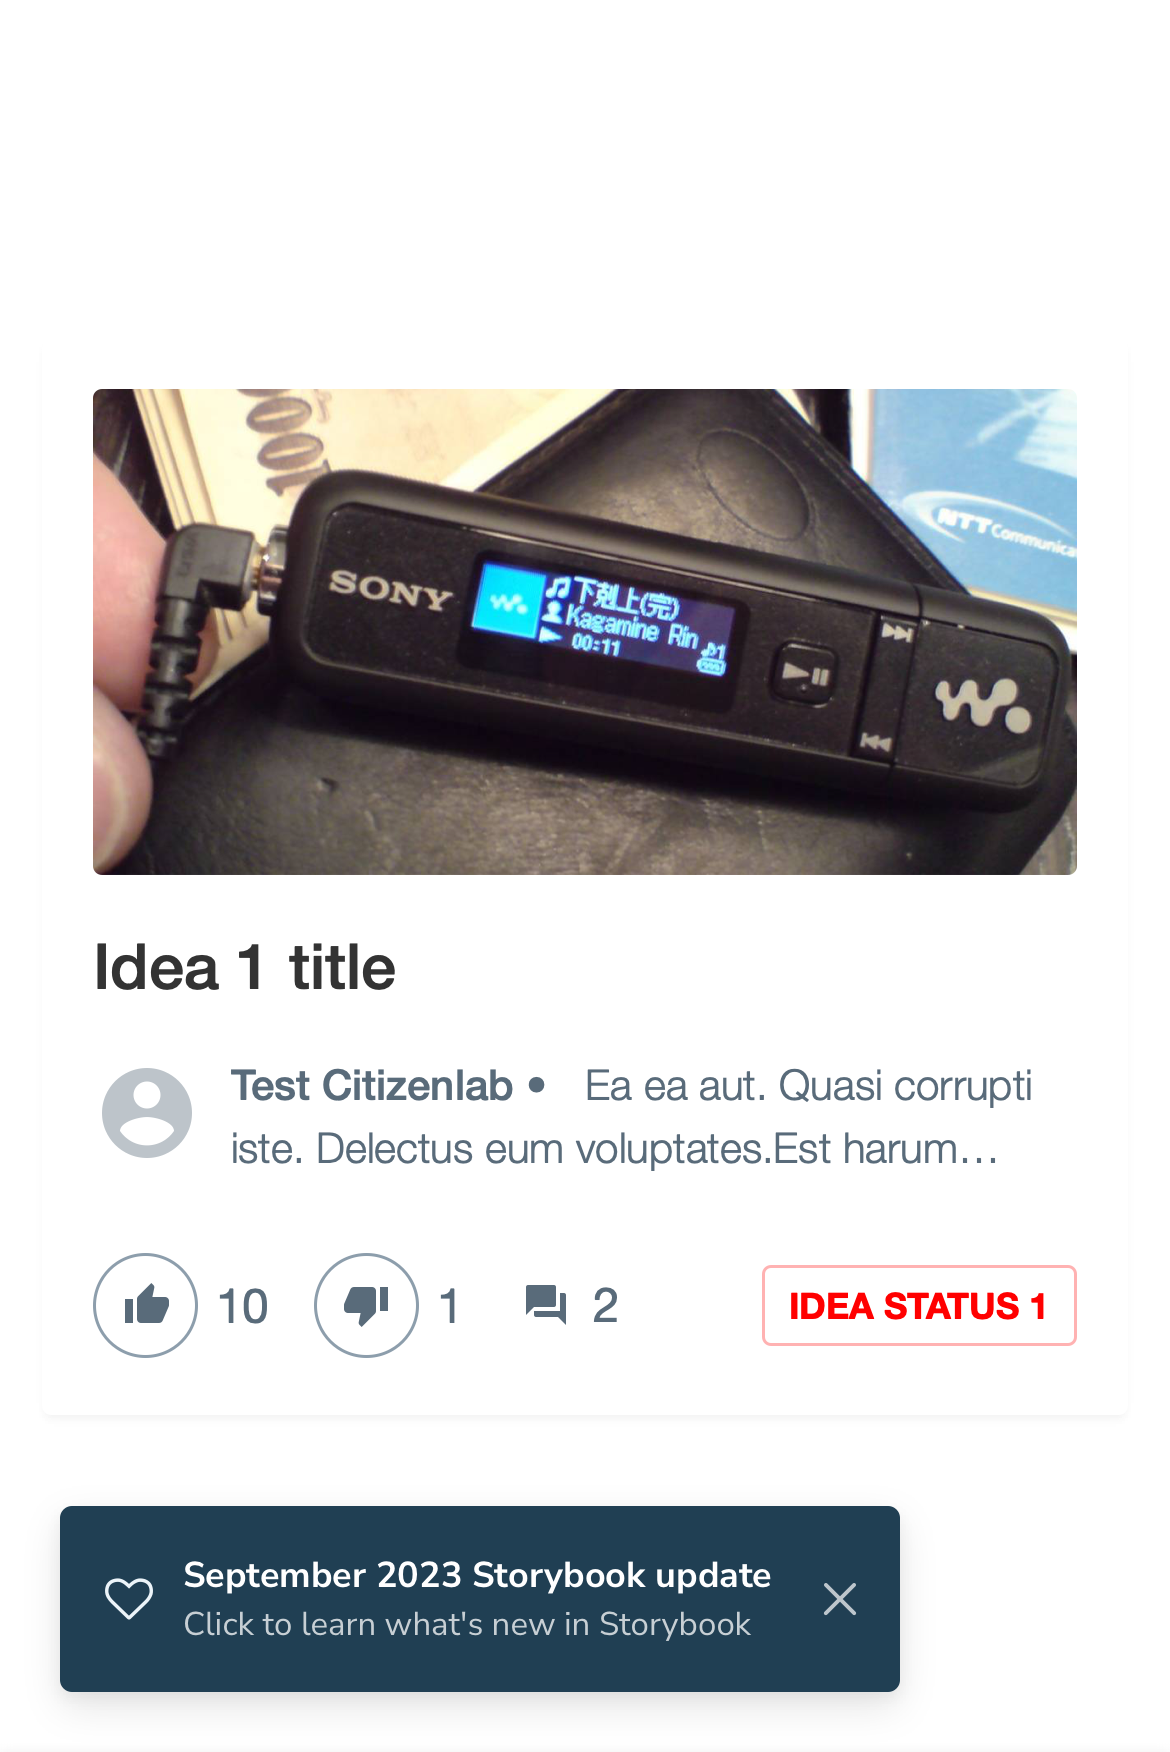 100
NTT Communica
SONY
下剋上(完)
Kagamine Rin
00:11
♪1
Idea 1 title
Test Citizenlab • Ea ea aut. Quasi corrupti
iste. Delectus eum voluptates.Est harum…
10
1
2
IDEA STATUS 1
September 2023 Storybook update
Click to learn what's new in Storybook